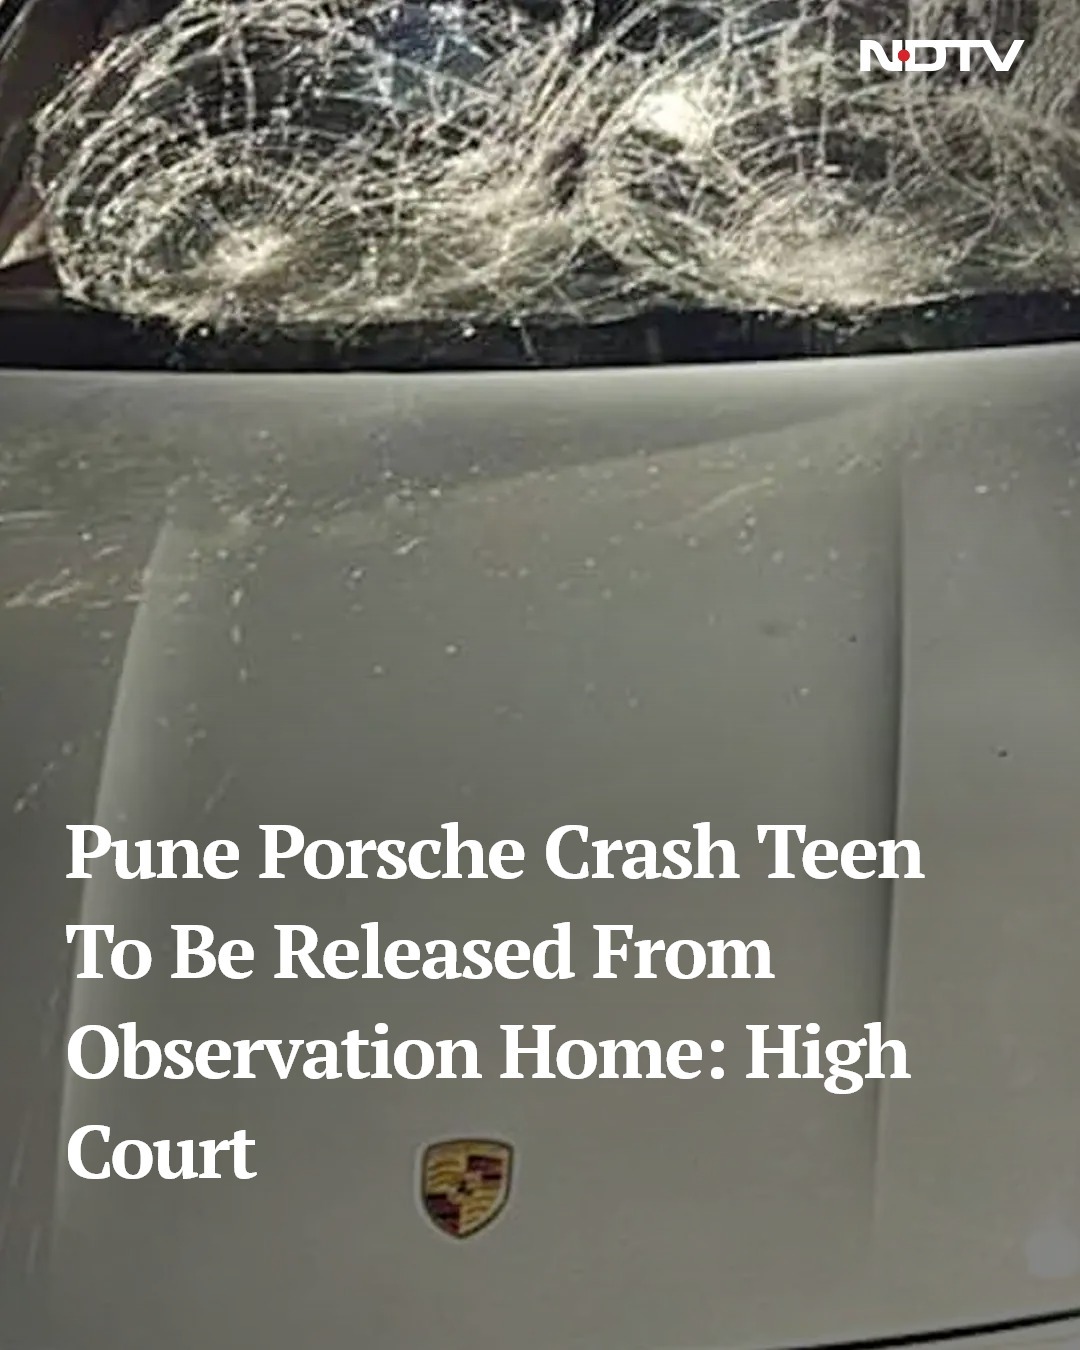 NDTV
Pune Porsche Crash Teen
To Be Released From
Observation Home: High
Court